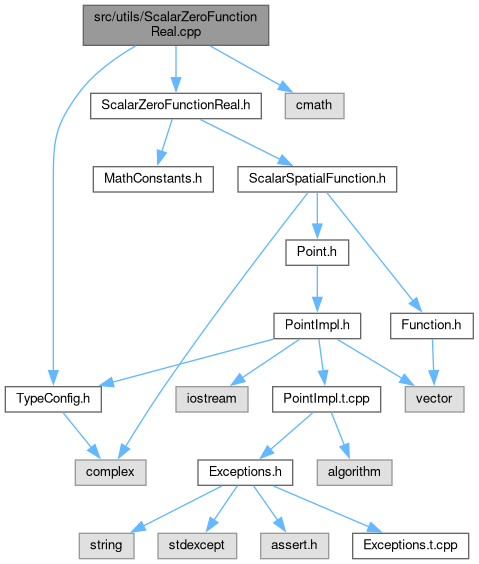 src/utils/ScalarZeroFunction
Real.cpp
ScalarZeroFunctionReal.h
cmath
MathConstants.h
ScalarSpatialFunction.h
Point.h
PointImpl.h
Function.h
TypeConfig.h
iostream
PointImpl.t.cpp
vector
complex
Exceptions.h
algorithm
string
stdexcept
assert.h
Exceptions.t.cpp